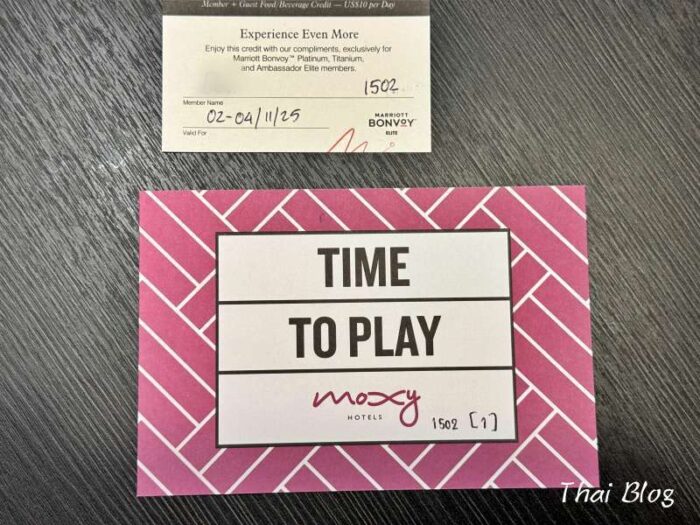 Member + Guest Food/Beverage Credit — US$10 per Day
Experience Even More
Enjoy this credit with our compliments, exclusively for
Marriott Bonvoy™ Platinum, Titanium,
and Ambassador Elite members.
1502
Member Name
02-04/11/25
Valid For
MARRIOTT
BONVOY
ELITE
TIME
TO PLAY
moxy
HOTELS
1502 [1]
Thai Blog